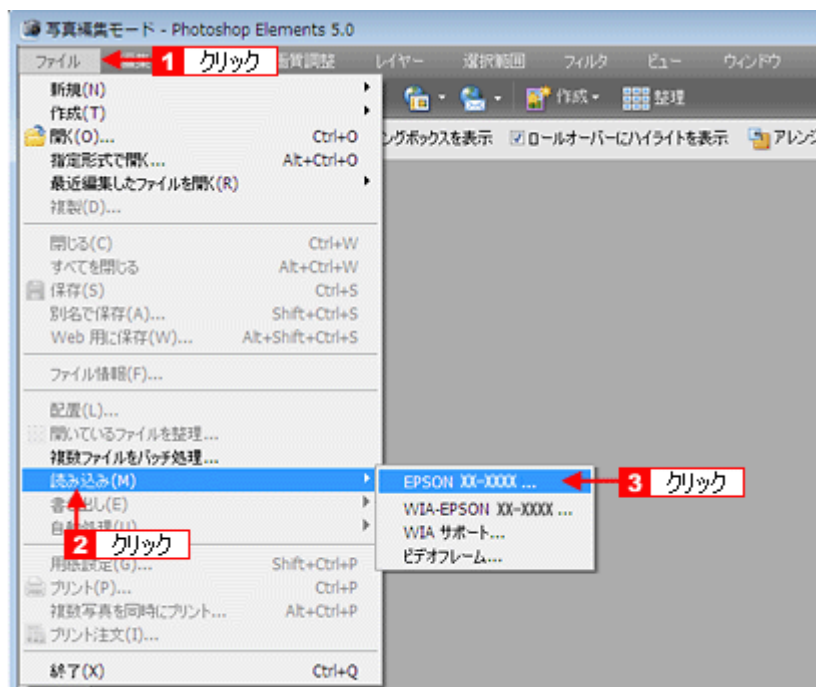 写真編集モード - Photoshop Elements 5.0
ファイル 1 クリック 画質調整 レイヤー 選択範囲 フィルタ ビュー ウィンドウ
作成 整理
ングボックスを表示 ロールオーバーにハイライトを表示 アレンジ
新規(N)
作成(T)
開く(O)... Ctrl+O
指定形式で開く... Alt+Ctrl+O
最近編集したファイルを開く(R)
複製(D)...
閉じる(C) Ctrl+W
すべてを閉じる Alt+Ctrl+W
保存(S) Ctrl+S
別名で保存(A)... Shift+Ctrl+S
Web 用に保存(W)... Alt+Shift+Ctrl+S
ファイル情報(F)...
配置(L)...
開いているファイルを整理...
複数ファイルをバッチ処理...
読み込み(M)
EPSON XX-XXXX ... 3 クリック
WIA-EPSON XX-XXXX ...
WIA サポート...
ビデオフレーム...
書き出し(E)
自動処理(U)
2 クリック
用紙設定(G)... Shift+Ctrl+P
プリント(P)... Ctrl+P
複数写真を同時にプリント... Alt+Ctrl+P
プリント注文(I)...
終了(X) Ctrl+Q